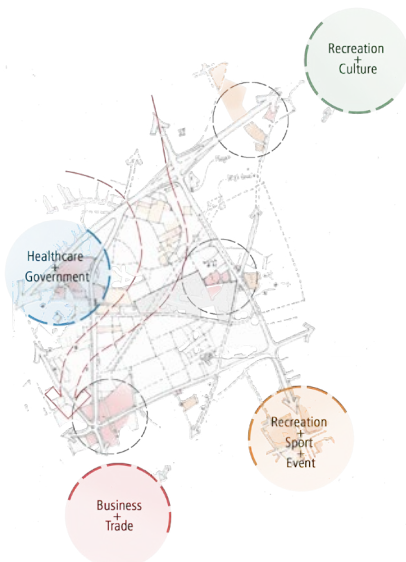 Recreation
+
Culture
Healthcare
+
Government
Recreation
+
Sport
+
Event
Business
+
Trade